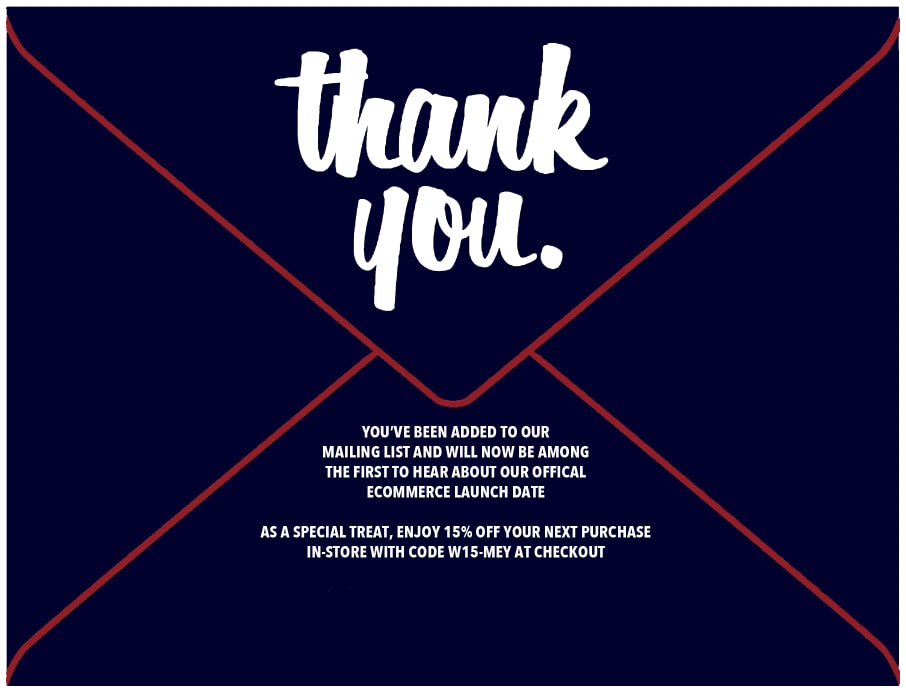 thank
you.
YOU'VE BEEN ADDED TO OUR
MAILING LIST AND WILL NOW BE AMONG
THE FIRST TO HEAR ABOUT OUR OFFICAL
ECOMMERCE LAUNCH DATE
AS A SPECIAL TREAT, ENJOY 15% OFF YOUR NEXT PURCHASE
IN-STORE WITH CODE W15-MEY AT CHECKOUT